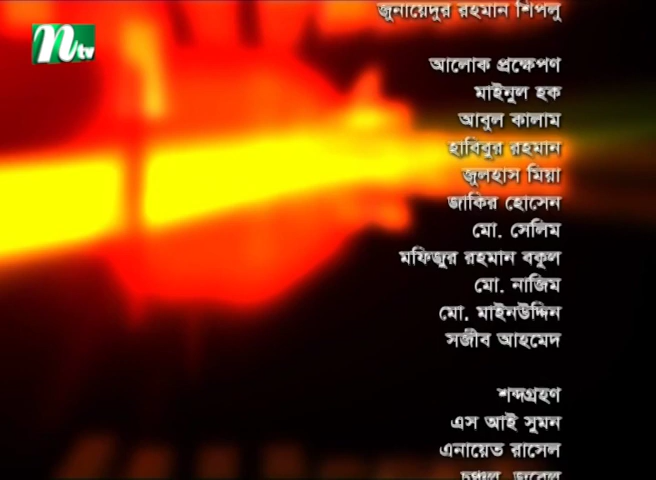 ntv
জুনায়েদুর রহমান শিপলু
আলোক প্রক্ষেপণ
মাইনুল হক
আবুল কালাম
হাবিবুর রহমান
জুলহাস মিয়া
জাকির হোসেন
মো. সেলিম
মফিজুর রহমান বকুল
মো. নাজিম
মো. মাইনউদ্দিন
সজীব আহমেদ
শব্দগ্রহণ
এস আই সুমন
এনায়েত রাসেল